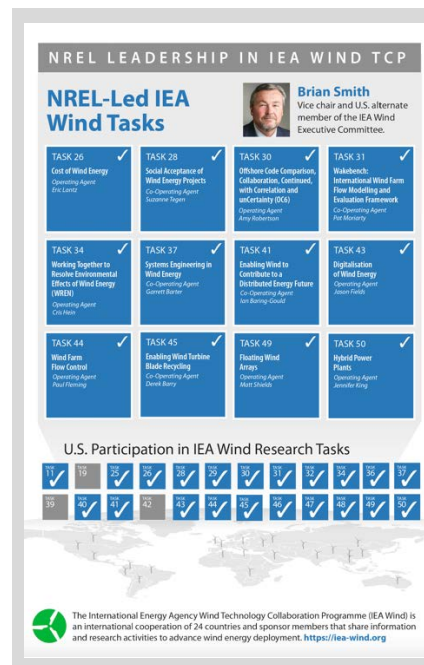 NREL LEADERSHIP IN IEA WIND TCP
NREL-Led IEA
Wind Tasks
Brian Smith
Vice chair and U.S. alternate
member of the IEA Wind
Executive Committee.
TASK 26
Cost of Wind Energy
Operating Agent
Eric Lantz
TASK 28
Social Acceptance of
Wind Energy Projects
Co-Operating Agent
Suzanne Tegen
TASK 30
Offshore Code Comparison,
Collaboration, Continued,
with Correlation and
unCertainty (OC6)
Operating Agent
Amy Robertson
TASK 31
Wakebench:
International Wind Farm
Flow Modelling and
Evaluation Framework
Co-Operating Agent
Pat Moriarty
TASK 34
Working Together to
Resolve Environmental
Effects of Wind Energy
(WREN)
Operating Agent
Cris Hein
TASK 37
Systems Engineering in
Wind Energy
Co-Operating Agent
Garrett Barter
TASK 41
Enabling Wind to
Contribute to a
Distributed Energy Future
Co-Operating Agent
Ian Baring-Gould
TASK 43
Digitalisation
of Wind Energy
Operating Agent
Jason Fields
TASK 44
Wind Farm
Flow Control
Operating Agent
Paul Fleming
TASK 45
Enabling Wind Turbine
Blade Recycling
Co-Operating Agent
Derek Barry
TASK 49
Floating Wind
Arrays
Operating Agent
Matt Shields
TASK 50
Hybrid Power
Plants
Operating Agent
Jennifer King
U.S. Participation in IEA Wind Research Tasks
TASK 11
TASK 19
TASK 25
TASK 26
TASK 28
TASK 29
TASK 30
TASK 31
TASK 32
TASK 34
TASK 36
TASK 37
TASK 39
TASK 40
TASK 41
TASK 42
TASK 43
TASK 44
TASK 45
TASK 46
TASK 47
TASK 48
TASK 49
TASK 50
The International Energy Agency Wind Technology Collaboration Programme (IEA Wind) is
an international cooperation of 24 countries and sponsor members that share information
and research activities to advance wind energy deployment. https://iea-wind.org